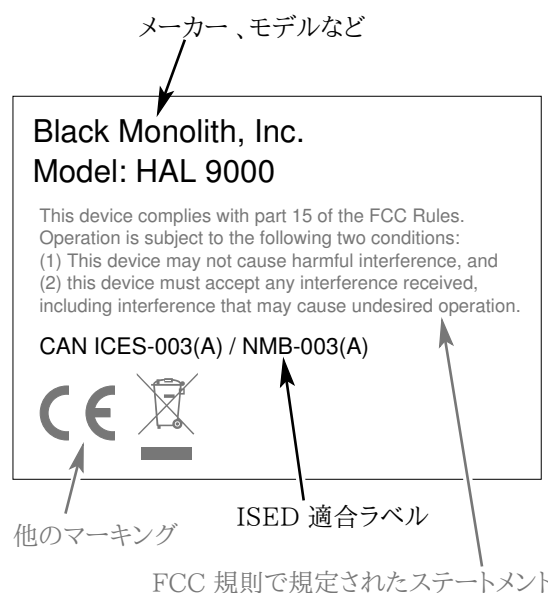 メーカー 、モデルなど
Black Monolith, Inc.
Model: HAL 9000
This device complies with part 15 of the FCC Rules.
Operation is subject to the following two conditions:
(1) This device may not cause harmful interference, and
(2) this device must accept any interference received,
including interference that may cause undesired operation.
CAN ICES-003(A) / NMB-003(A)
CE
他のマーキング
ISED 適合ラベル
FCC 規則で規定されたステートメント